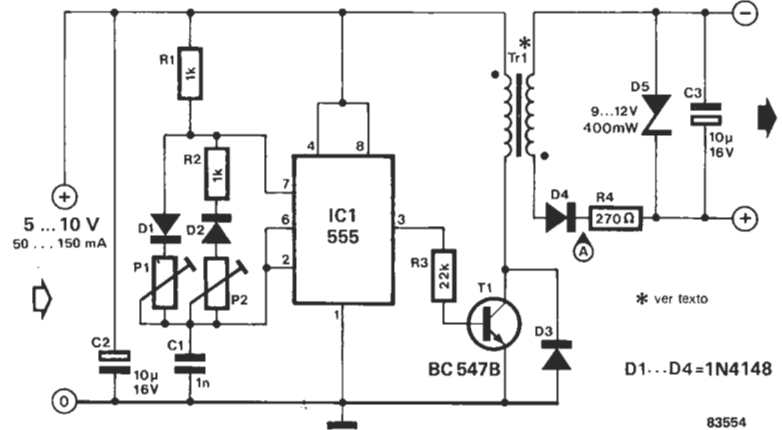 R1
1k
R2
1k
D1
D2
P1
P2
C2
10µ
16V
C1
1n
+
5 ... 10 V
50 ... 150 mA
0
4
8
7
6
2
3
1
IC1
555
R3
22k
T1
BC 547B
D3
Tr1
*
D4
R4
270Ω
A
D5
9...12V
400mW
C3
10µ
16V
−
+
* ver texto
D1...D4=1N4148
83554